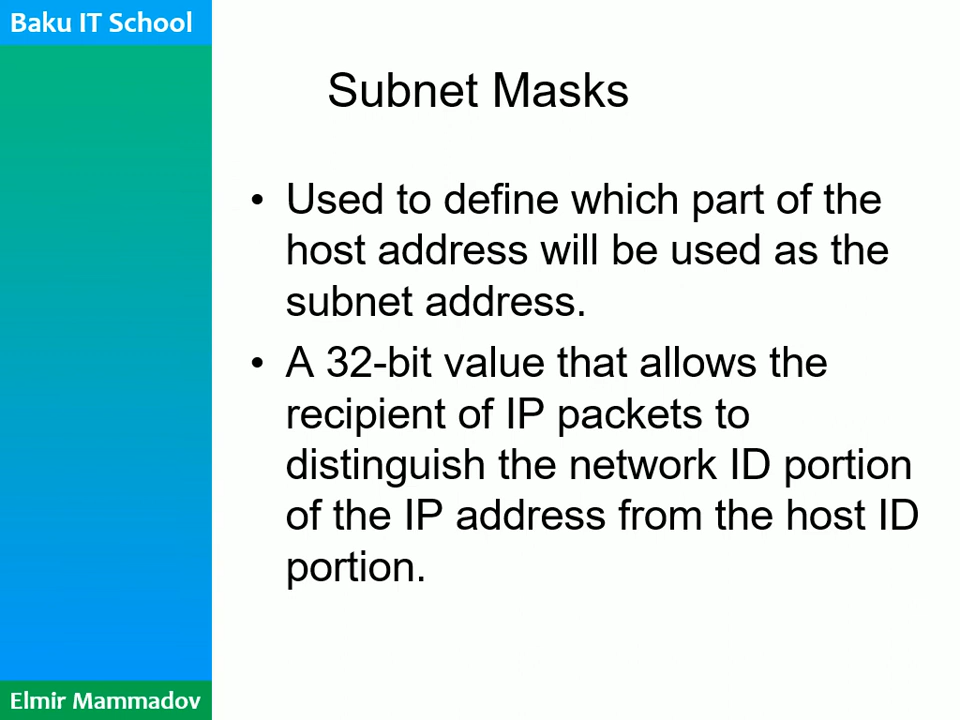 Baku IT School
Subnet Masks
• Used to define which part of the
host address will be used as the
subnet address.
• A 32-bit value that allows the
recipient of IP packets to
distinguish the network ID portion
of the IP address from the host ID
portion.
Elmir Mammadov